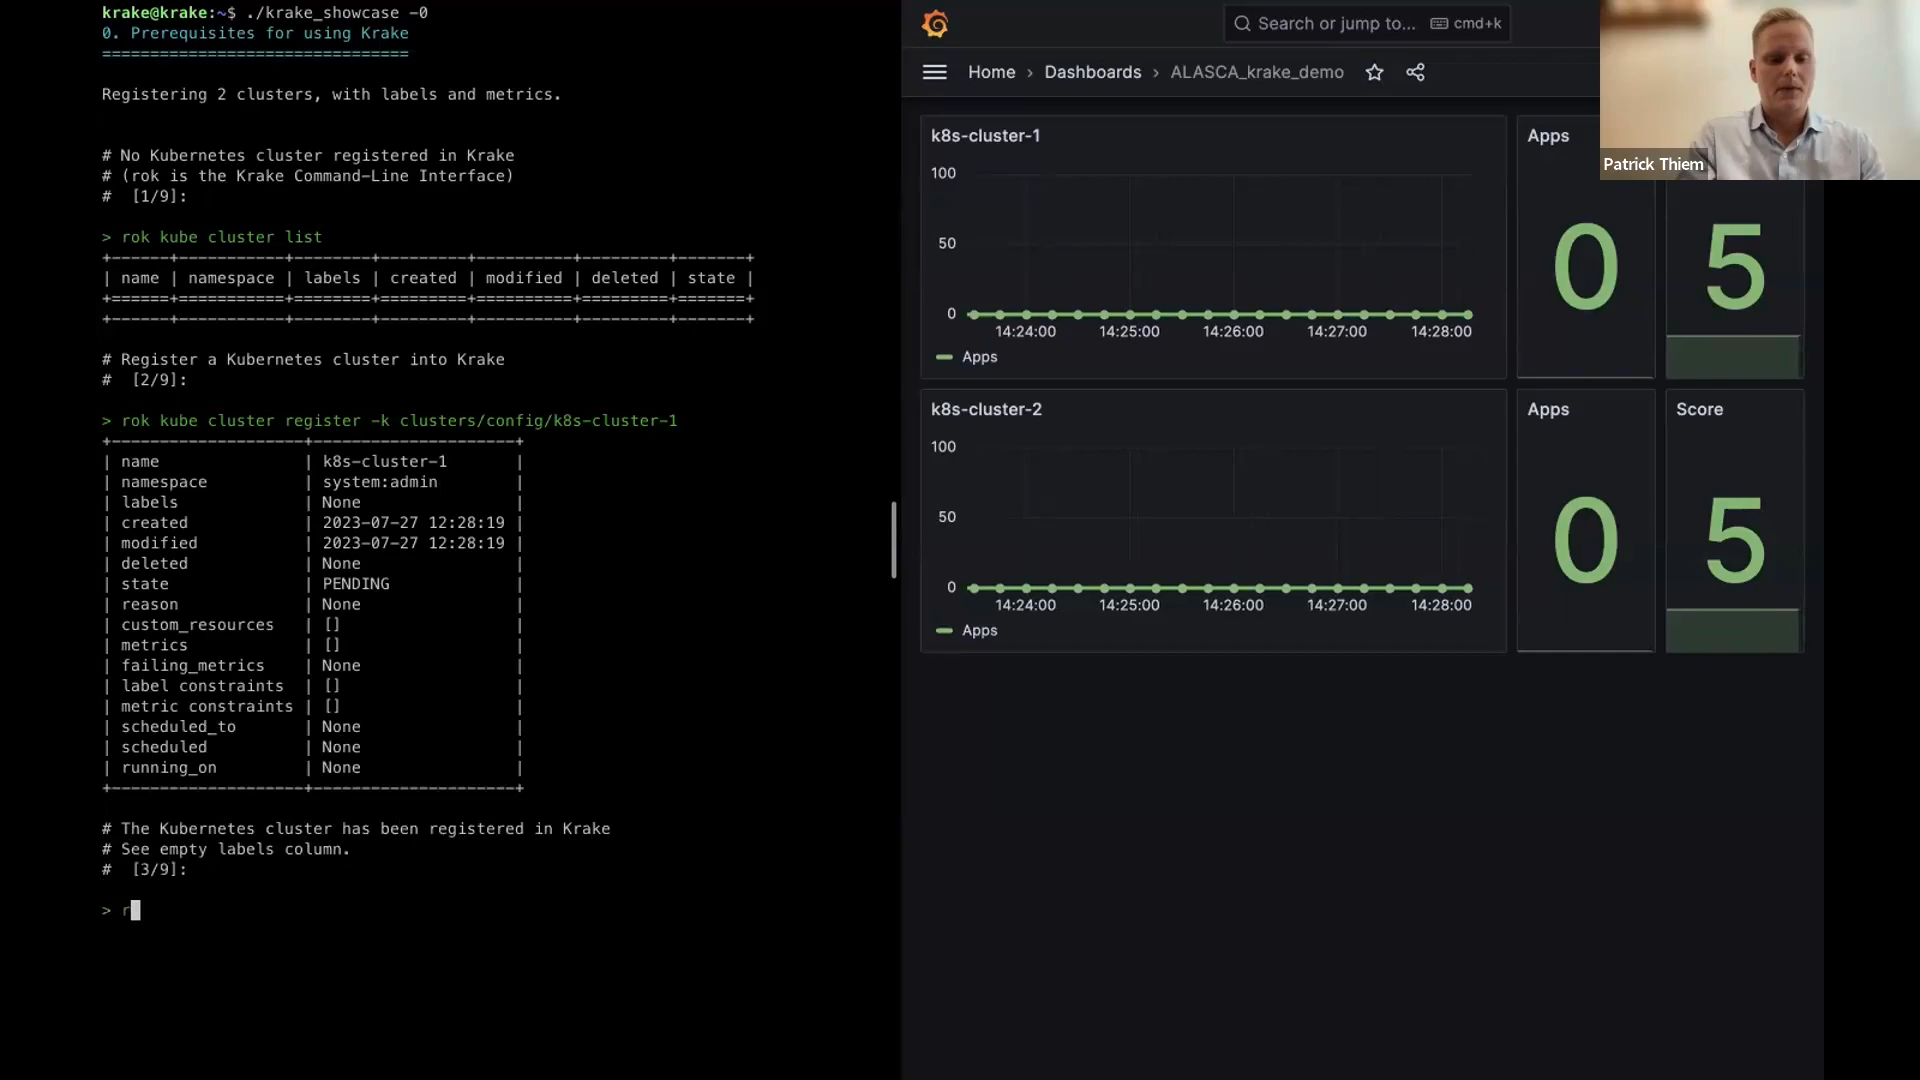 krake@krake:~$ ./krake_showcase -0
0. Prerequisites for using Krake
================================
Registering 2 clusters, with labels and metrics.
# No Kubernetes cluster registered in Krake
# (rok is the Krake Command-Line Interface)
#  [1/9]:
> rok kube cluster list
+------+-----------+--------+---------+----------+---------+-------+
| name | namespace | labels | created | modified | deleted | state |
+======+===========+========+=========+==========+=========+=======+
+------+-----------+--------+---------+----------+---------+-------+
# Register a Kubernetes cluster into Krake
#  [2/9]:
> rok kube cluster register -k clusters/config/k8s-cluster-1
+--------------------+---------------------+
| name               | k8s-cluster-1       |
| namespace          | system:admin        |
| labels             | None                |
| created            | 2023-07-27 12:28:19 |
| modified           | 2023-07-27 12:28:19 |
| deleted            | None                |
| state              | PENDING             |
| reason             | None                |
| custom_resources   | []                  |
| metrics            | []                  |
| failing_metrics    | None                |
| label constraints  | []                  |
| metric constraints | []                  |
| scheduled_to       | None                |
| scheduled          | None                |
| running_on         | None                |
+--------------------+---------------------+
# The Kubernetes cluster has been registered in Krake
# See empty labels column.
#  [3/9]:
> r
Search or jump to... cmd+k
Home › Dashboards › ALASCA_krake_demo
Patrick Thiem
k8s-cluster-1
100
50
0
14:24:00 14:25:00 14:26:00 14:27:00 14:28:00
Apps
Apps
0
5
k8s-cluster-2
100
50
0
14:24:00 14:25:00 14:26:00 14:27:00 14:28:00
Apps
Apps
0
Score
5